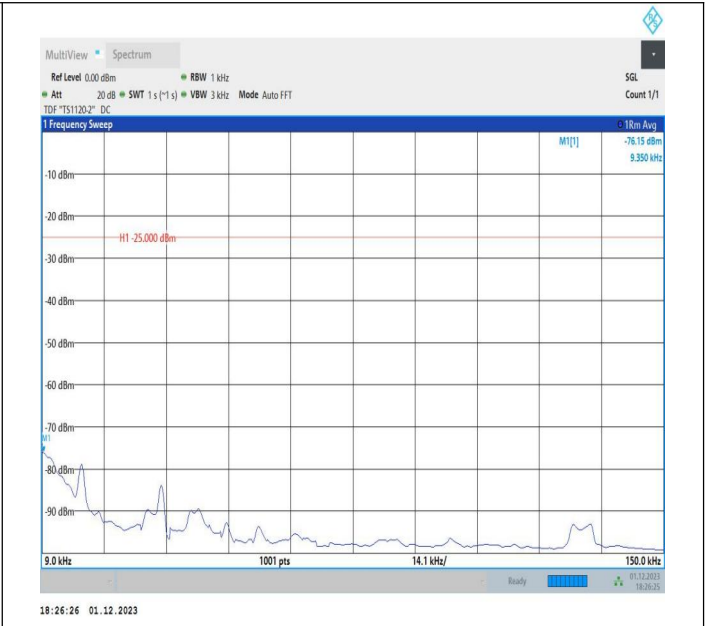 MultiView Spectrum
Ref Level 0.00 dBm RBW 1 kHz SGL
Att 20 dB SWT 1 s (~1 s) VBW 3 kHz Mode Auto FFT Count 1/1
TDF "TS1120-2" DC
1 Frequency Sweep 1Rm Avg
M1[1] -76.15 dBm
9.350 kHz
-10 dBm
-20 dBm
H1 -25.000 dBm
-30 dBm
-40 dBm
-50 dBm
-60 dBm
-70 dBm
M1
-80 dBm
-90 dBm
9.0 kHz 1001 pts 14.1 kHz/ 150.0 kHz
Ready 01.12.2023
18:26:25
18:26:26 01.12.2023